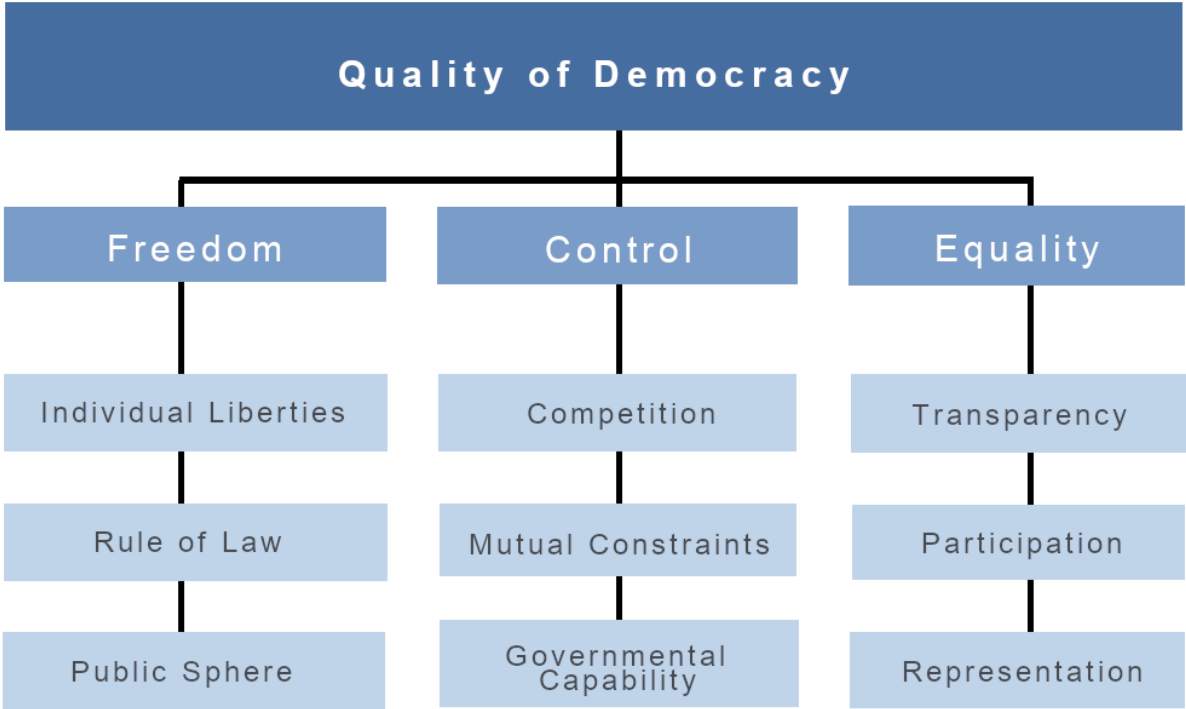 Quality of Democracy
Freedom
Control
Equality
Individual Liberties
Competition
Transparency
Rule of Law
Mutual Constraints
Participation
Public Sphere
Governmental
Capability
Representation